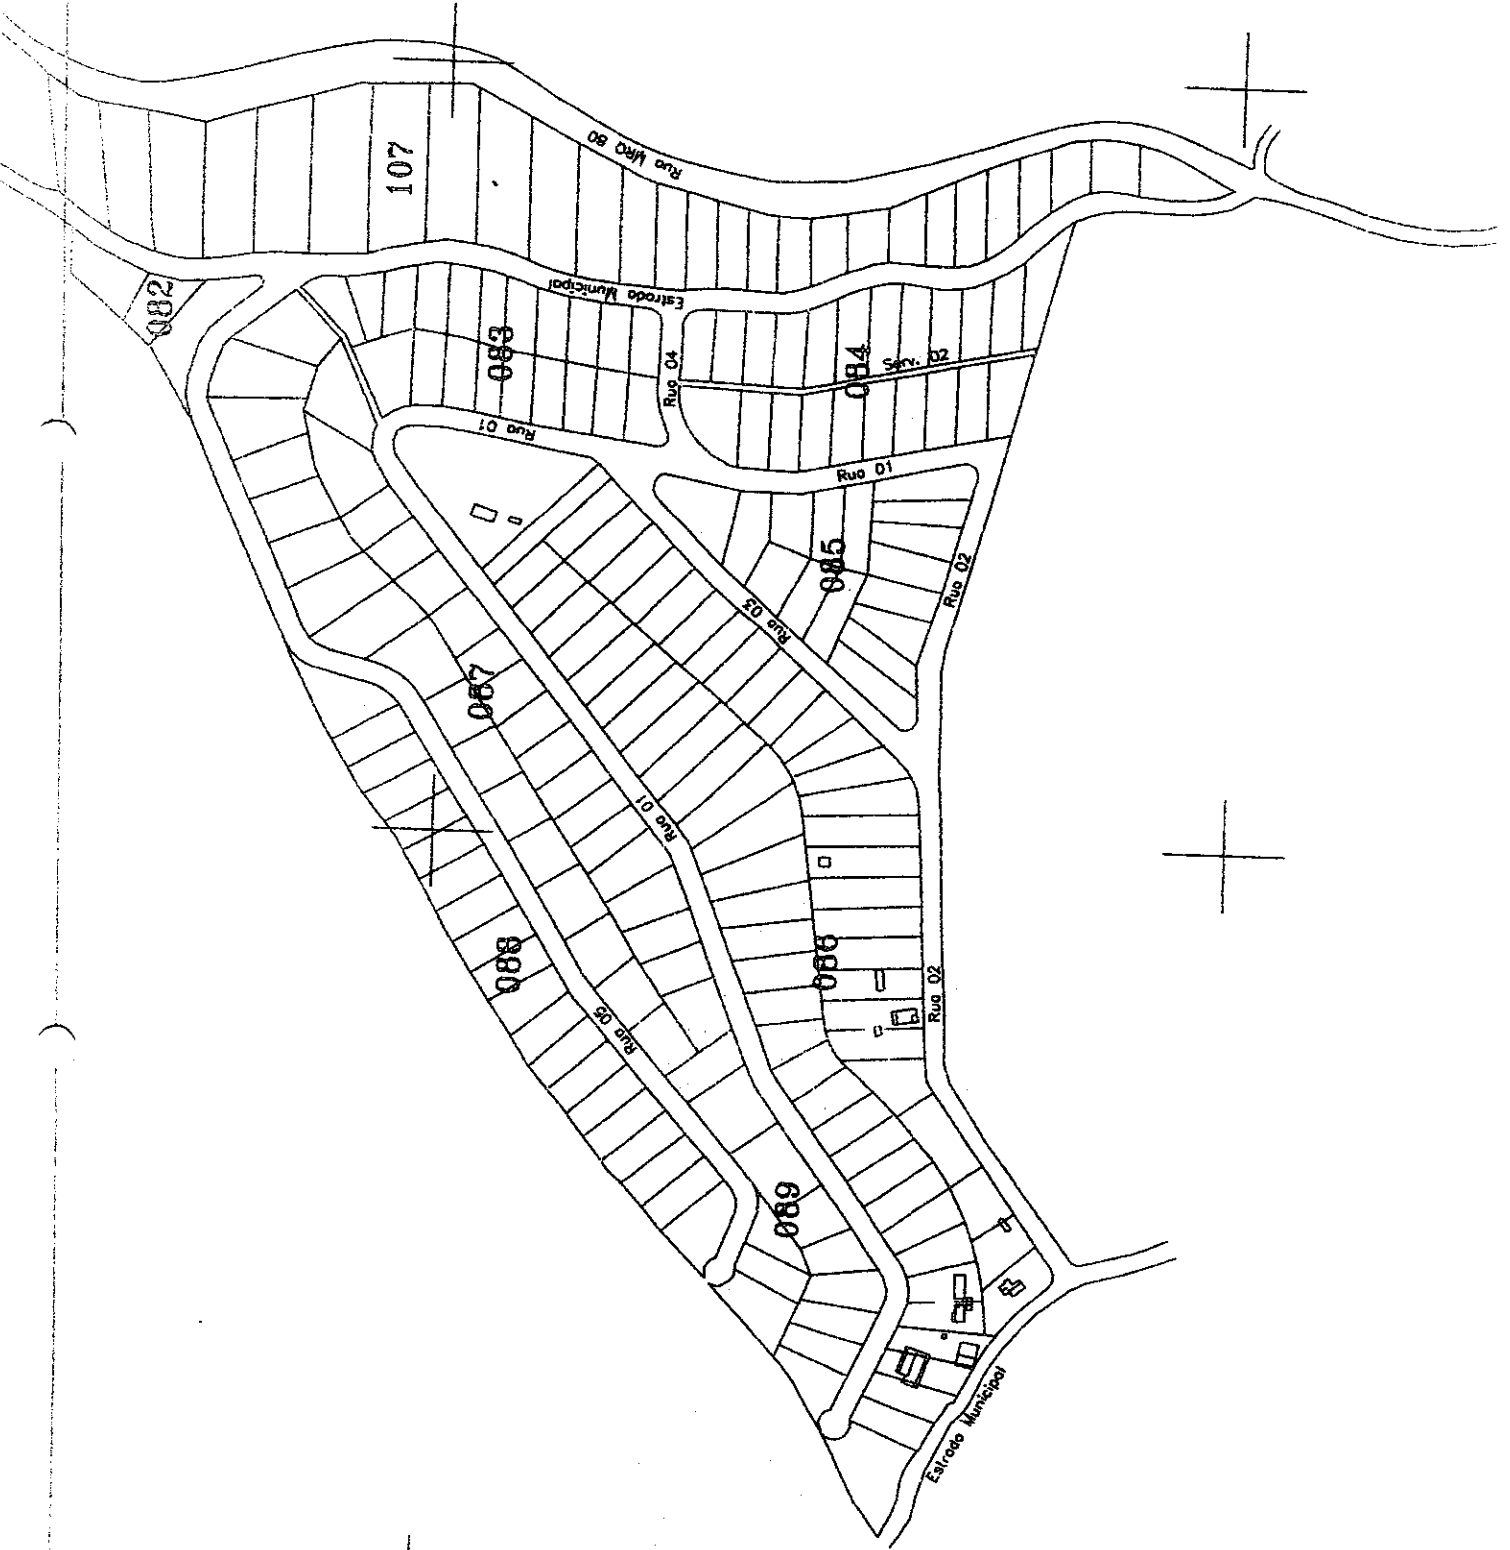 Rua MRQ 80
107
082
Estrada Municipal
083
Rua 04
084
Serv. 02
Rua 01
Rua 01
085
Rua 02
Rua 03
087
Rua 01
088
086
Rua 02
Rua 05
089
Estrada Municipal